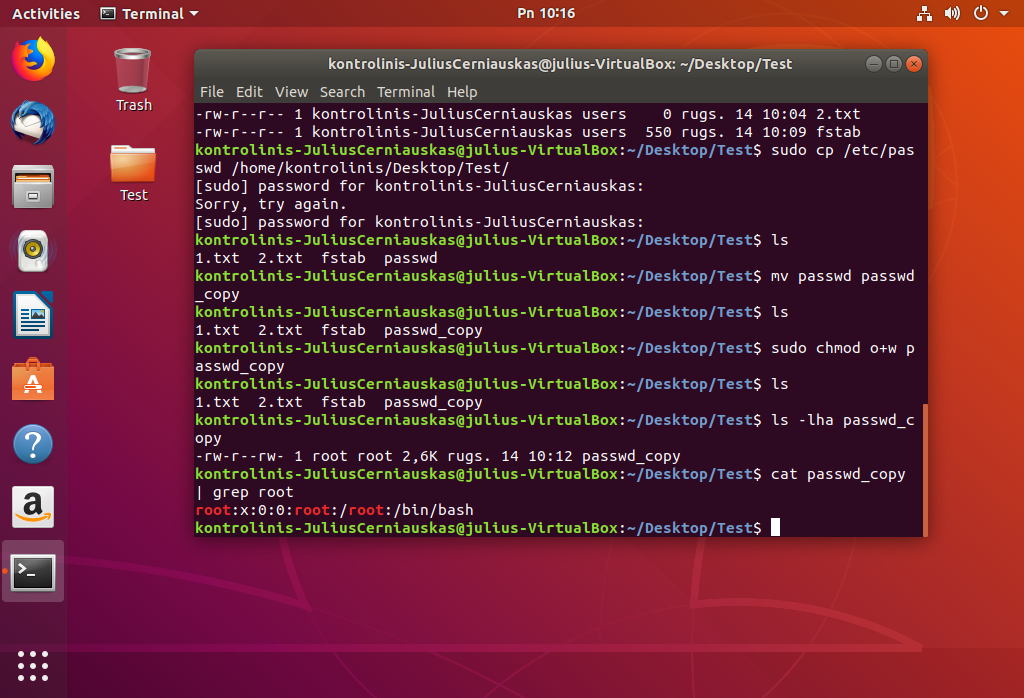 Activities Terminal Pn 10:16
Trash
Test
kontrolinis-JuliusCerniauskas@julius-VirtualBox: ~/Desktop/Test
File Edit View Search Terminal Help
-rw-r--r-- 1 kontrolinis-JuliusCerniauskas users    0 rugs. 14 10:04 2.txt
-rw-r--r-- 1 kontrolinis-JuliusCerniauskas users  550 rugs. 14 10:09 fstab
kontrolinis-JuliusCerniauskas@julius-VirtualBox:~/Desktop/Test$ sudo cp /etc/pas
swd /home/kontrolinis/Desktop/Test/
[sudo] password for kontrolinis-JuliusCerniauskas:
Sorry, try again.
[sudo] password for kontrolinis-JuliusCerniauskas:
kontrolinis-JuliusCerniauskas@julius-VirtualBox:~/Desktop/Test$ ls
1.txt  2.txt  fstab  passwd
kontrolinis-JuliusCerniauskas@julius-VirtualBox:~/Desktop/Test$ mv passwd passwd
_copy
kontrolinis-JuliusCerniauskas@julius-VirtualBox:~/Desktop/Test$ ls
1.txt  2.txt  fstab  passwd_copy
kontrolinis-JuliusCerniauskas@julius-VirtualBox:~/Desktop/Test$ sudo chmod o+w p
asswd_copy
kontrolinis-JuliusCerniauskas@julius-VirtualBox:~/Desktop/Test$ ls
1.txt  2.txt  fstab  passwd_copy
kontrolinis-JuliusCerniauskas@julius-VirtualBox:~/Desktop/Test$ ls -lha passwd_c
opy
-rw-r--rw- 1 root root 2,6K rugs. 14 10:12 passwd_copy
kontrolinis-JuliusCerniauskas@julius-VirtualBox:~/Desktop/Test$ cat passwd_copy
| grep root
root:x:0:0:root:/root:/bin/bash
kontrolinis-JuliusCerniauskas@julius-VirtualBox:~/Desktop/Test$